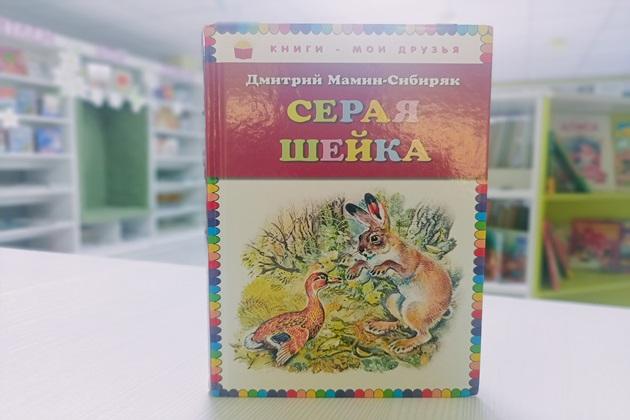 КНИГИ - МОИ ДРУЗЬЯ
Дмитрий Мамин-Сибиряк
СЕРАЯ
ШЕЙКА